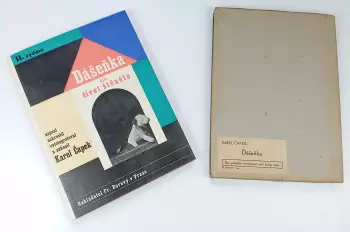 II. vydání
Dášeňka
čili
život štěněte
napsal
nakreslil
vyfotografoval
a zakusil
Karel Čapek
Nakladatel Fr. Borový v Praze
KAREL ČAPEK:
Dášeňka